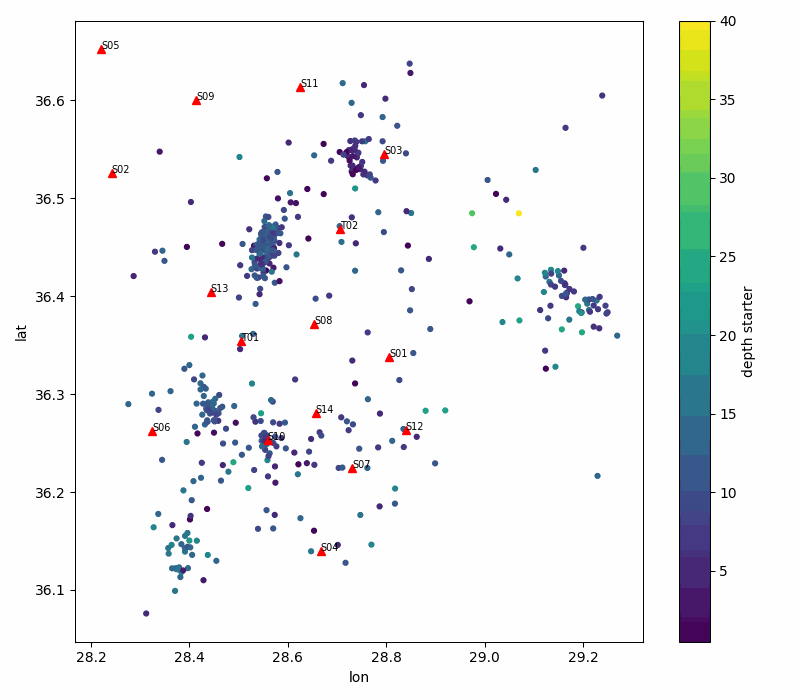 S05
S09
S11
S02
S03
T02
S13
S08
T01
S01
S14
S06
S12
S10
S07
S04
36.6
36.5
36.4
36.3
36.2
36.1
lat
28.2 28.4 28.6 28.8 29.0 29.2
lon
40
35
30
25
20
15
10
5
depth starter